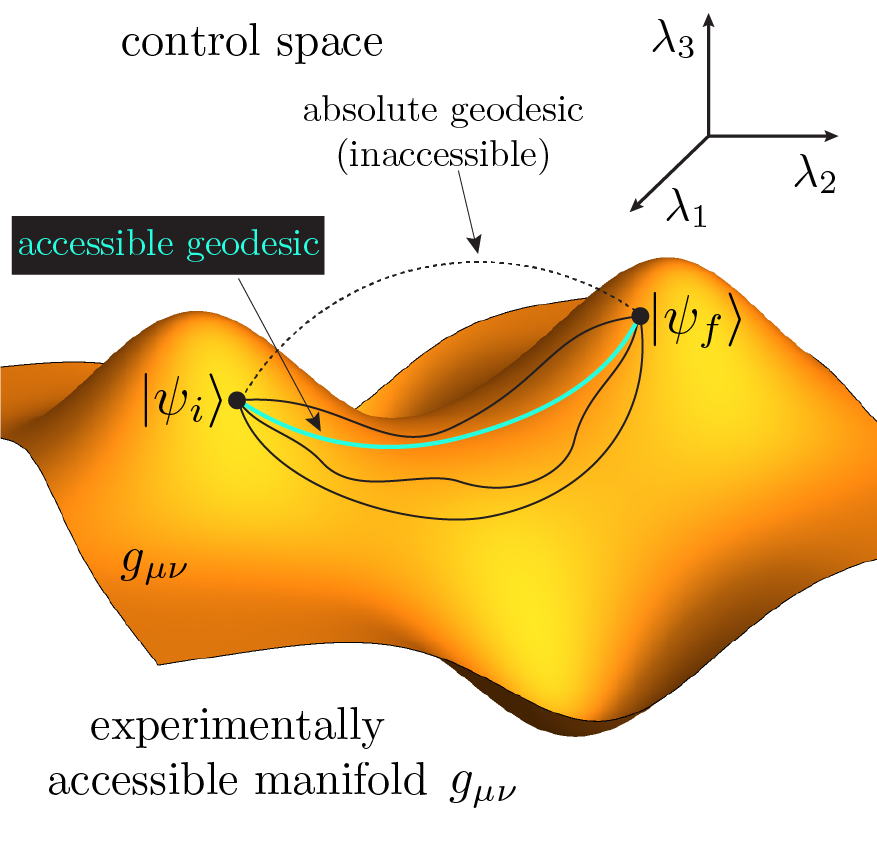 control space
λ₃
absolute geodesic
(inaccessible)
λ₂
λ₁
accessible geodesic
|ψ_f⟩
|ψ_i⟩
g_μν
experimentally
accessible manifold g_μν